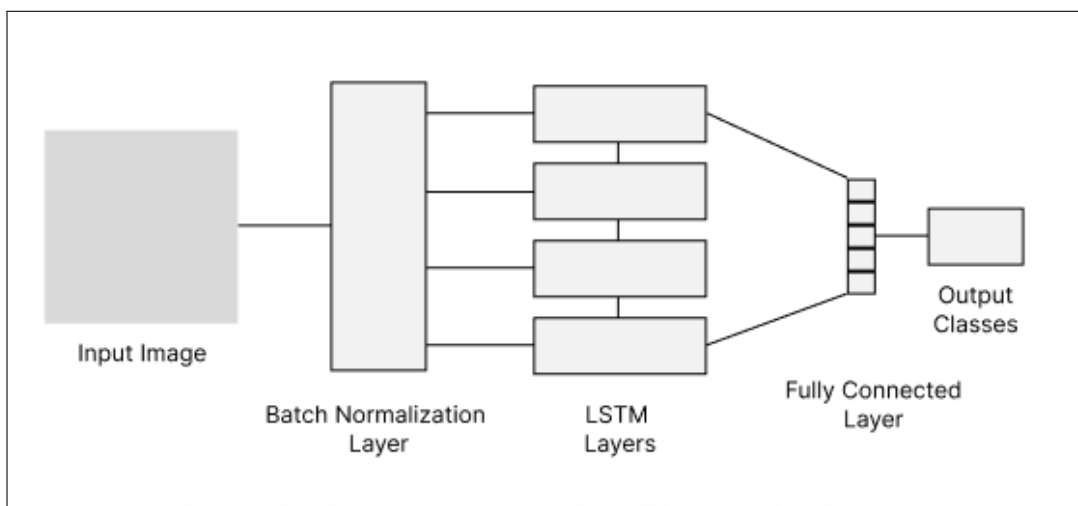 Input Image
Batch Normalization
Layer
LSTM
Layers
Fully Connected
Layer
Output
Classes